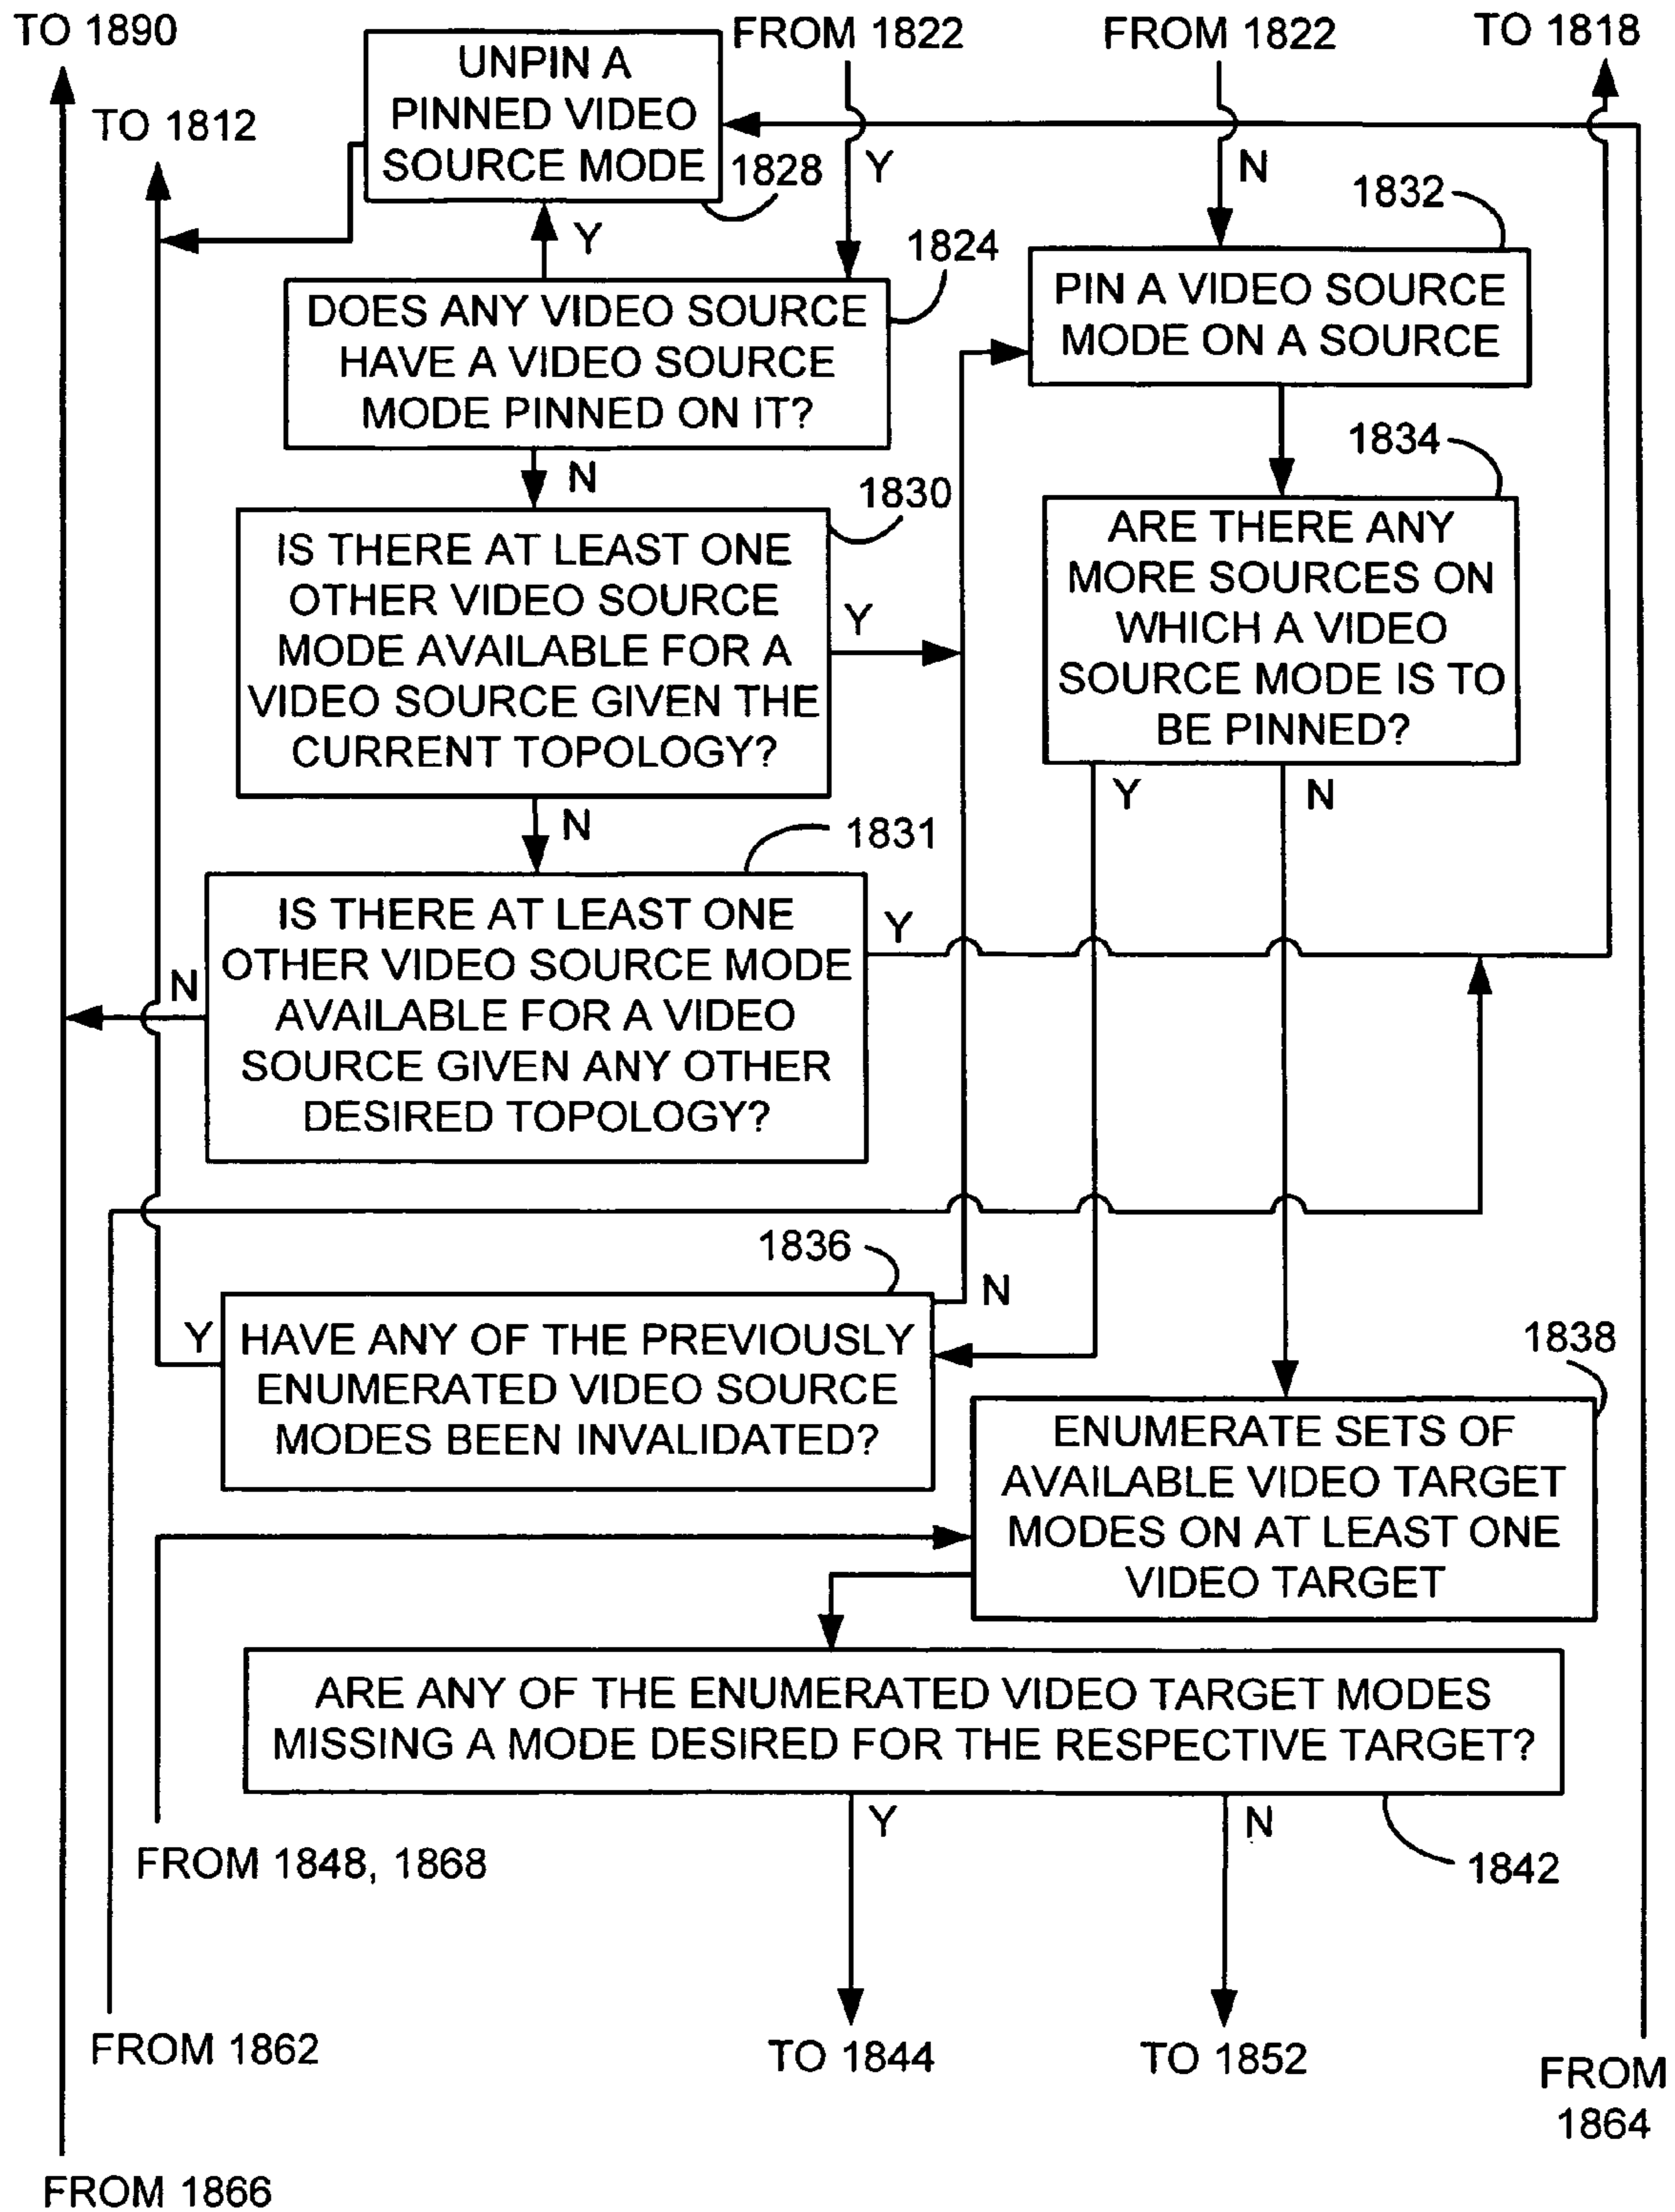 TO 1890
UNPIN A
PINNED VIDEO
SOURCE MODE
FROM 1822
FROM 1822
TO 1818
TO 1812
1828
Y
N
1832
Y
1824
DOES ANY VIDEO SOURCE
HAVE A VIDEO SOURCE
MODE PINNED ON IT?
PIN A VIDEO SOURCE
MODE ON A SOURCE
N
1830
1834
IS THERE AT LEAST ONE
OTHER VIDEO SOURCE
MODE AVAILABLE FOR A
VIDEO SOURCE GIVEN THE
CURRENT TOPOLOGY?
Y
ARE THERE ANY
MORE SOURCES ON
WHICH A VIDEO
SOURCE MODE IS TO
BE PINNED?
Y
N
N
1831
IS THERE AT LEAST ONE
OTHER VIDEO SOURCE MODE
AVAILABLE FOR A VIDEO
SOURCE GIVEN ANY OTHER
DESIRED TOPOLOGY?
Y
N
1836
N
Y
HAVE ANY OF THE PREVIOUSLY
ENUMERATED VIDEO SOURCE
MODES BEEN INVALIDATED?
1838
ENUMERATE SETS OF
AVAILABLE VIDEO TARGET
MODES ON AT LEAST ONE
VIDEO TARGET
ARE ANY OF THE ENUMERATED VIDEO TARGET MODES
MISSING A MODE DESIRED FOR THE RESPECTIVE TARGET?
Y
N
1842
FROM 1848, 1868
FROM 1862
TO 1844
TO 1852
FROM
1864
FROM 1866